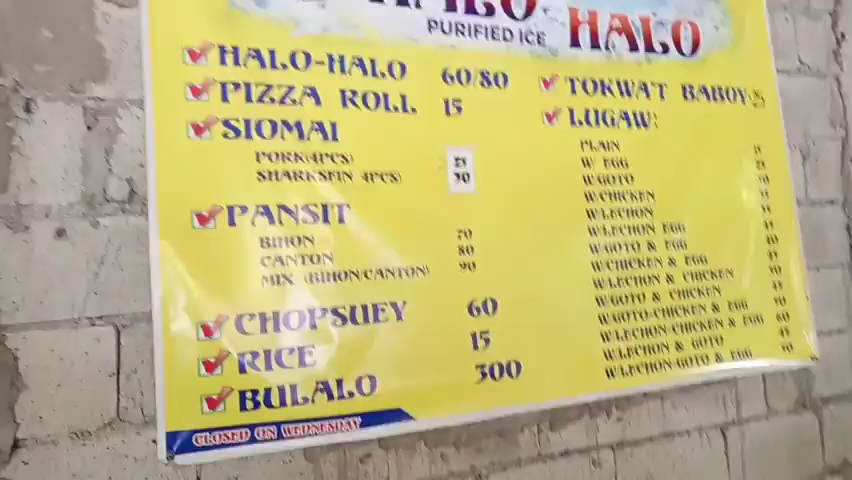 HALO
PURIFIED ICE
HALO-HALO 60/80
PIZZA ROLL 15
SIOMAI
PORK(4PCS) 25
SHARKSFIN 4PCS) 30
PANSIT
BIHON 70
CANTON 80
MIX (BIHON/CANTON) 90
CHOPSUEY 60
RICE 15
BULALO 300
CLOSED ON WEDNESDAY
TOKWA'T BABOY-
LUGAW:
PLAIN
W/ EGG
W/GOTO
W/CHICKEN
W/LECHON
W/LECHON EGG
W/GOTO & EGG
W/CHICKEN & EGG
W/LECHON & CHICKEN
W/GOTO & CHICKEN
W/GOTO-CHICKEN & EGG
W/LECHON-CHICKEN & EGG
W/LECHON & GOTO
W/LECHON-GOTO & EGG